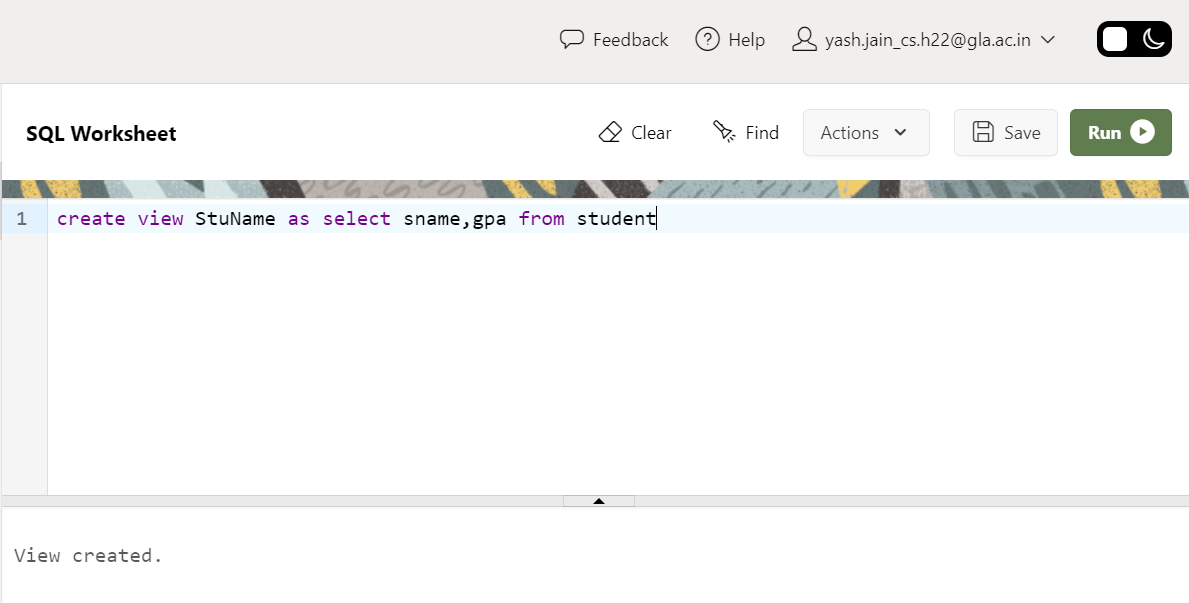 Feedback Help yash.jain_cs.h22@gla.ac.in
SQL Worksheet Clear Find Actions Save Run
1 create view StuName as select sname,gpa from student
View created.